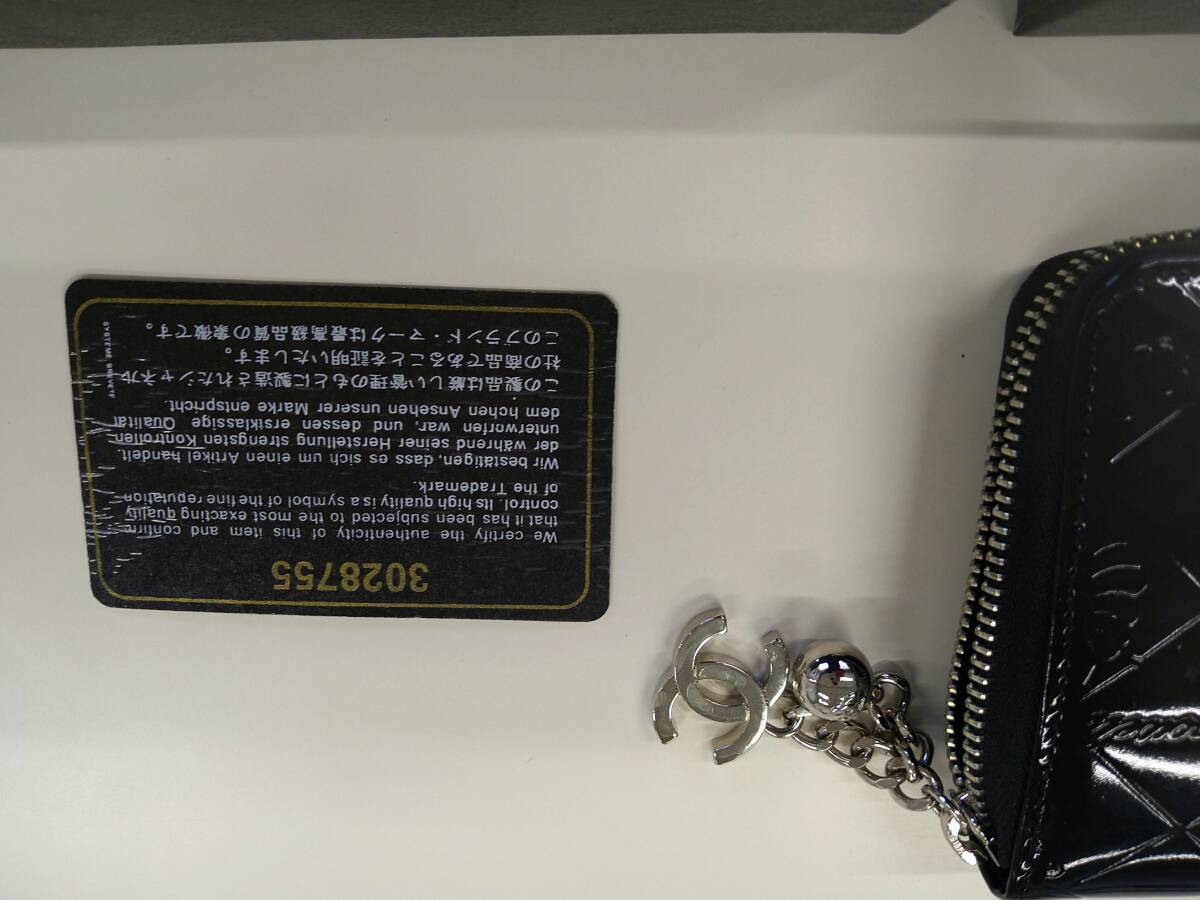 3028755
We certify the authenticity of this item and confirm
that it has been subjected to the most exacting quality
control. Its high quality is a symbol of the fine reputation
of the Trademark.
Wir bestätigen, dass es sich um einen Artikel handelt.
der während seiner Herstellung strengsten Kontrollen
unterworfen war, und dessen erstklassige Qualität
dem hchen Ansehen unserer Marke entspricht.
この製品は厳しい管理のもとに製造されたシャネル
社の商品であることを証明いたします。
このブランド・マークは最高級品質の象徴です。